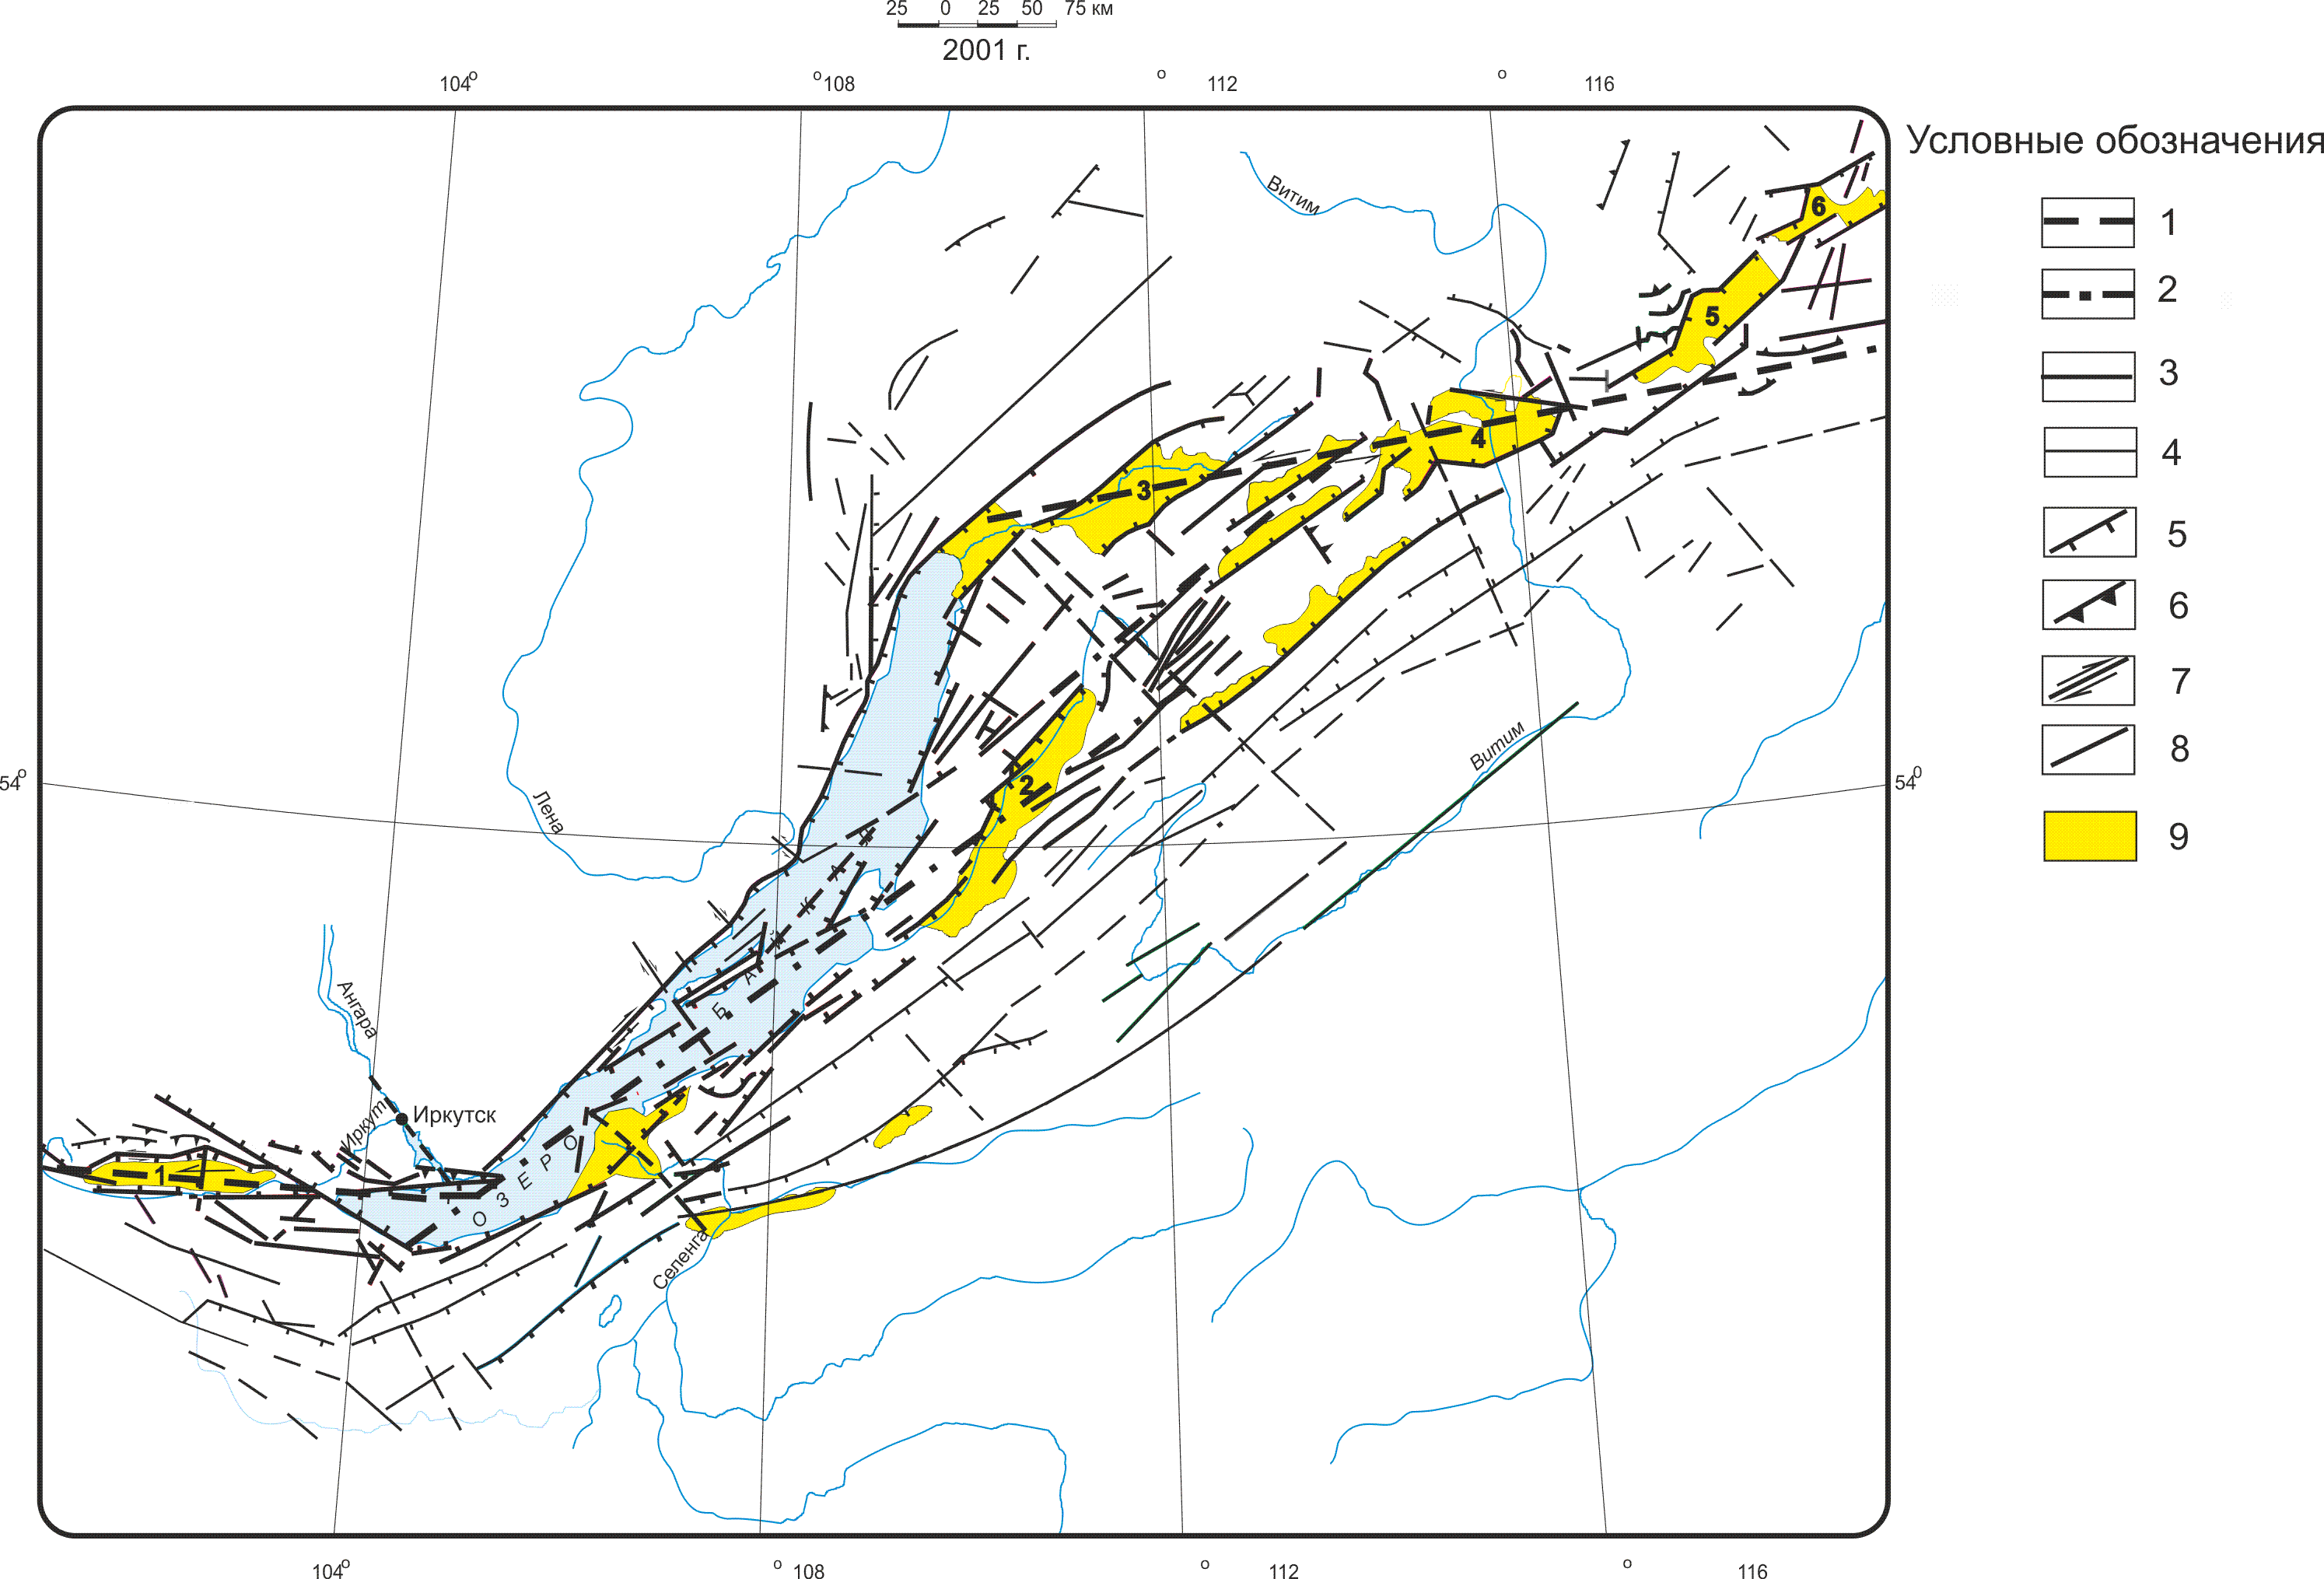 25 0 25 50 75 км
2001 г.
104° °108 ° 112 ° 116
Условные обозначения
1
2
3
4
5
6
7
8
9
Витим
6
5
4
3
2
1
54°
54°
Лена
Витим
Ангара
Иркут
Иркутск
ОЗЕРО БАЙКАЛ
Селенга
104° ° 108 ° 112 ° 116